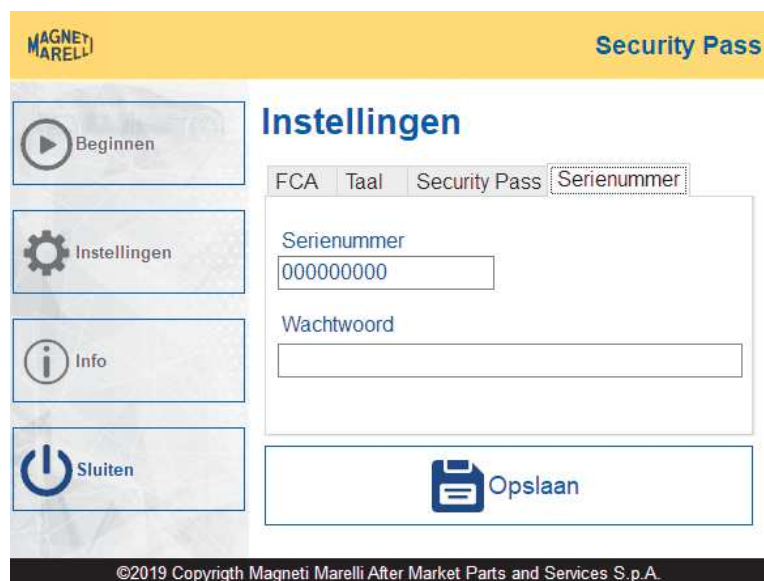 MAGNETI
MARELLI
Security Pass
Beginnen
Instellingen
Info
Sluiten
Instellingen
FCA Taal Security Pass Serienummer
Serienummer
000000000
Wachtwoord
Opslaan
©2019 Copyrigth Magneti Marelli After Market Parts and Services S.p.A.